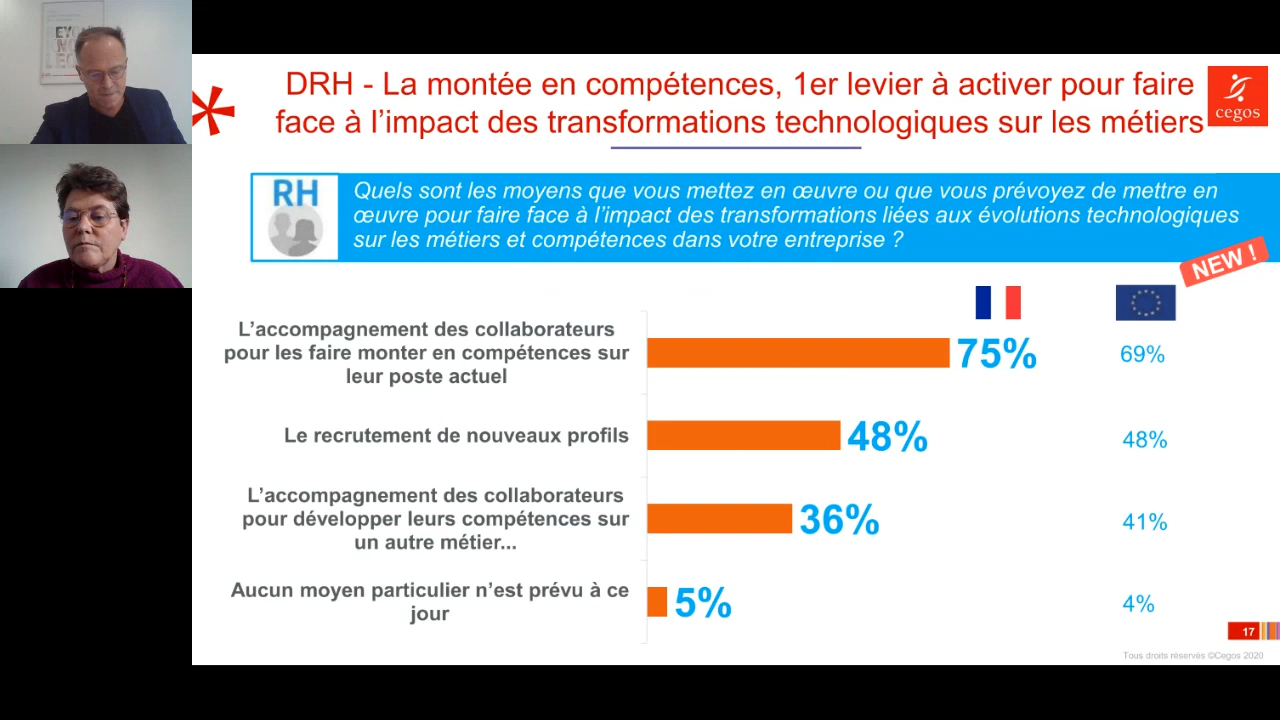 DRH - La montée en compétences, 1er levier à activer pour faire
face à l’impact des transformations technologiques sur les métiers
cegos
RH
Quels sont les moyens que vous mettez en œuvre ou que vous prévoyez de mettre en
œuvre pour faire face à l’impact des transformations liées aux évolutions technologiques
sur les métiers et compétences dans votre entreprise ?
NEW !
L’accompagnement des collaborateurs
pour les faire monter en compétences sur
leur poste actuel
75%
69%
Le recrutement de nouveaux profils
48%
48%
L’accompagnement des collaborateurs
pour développer leurs compétences sur
un autre métier...
36%
41%
Aucun moyen particulier n’est prévu à ce
jour
5%
4%
17
Tous droits réservés ©Cegos 2020